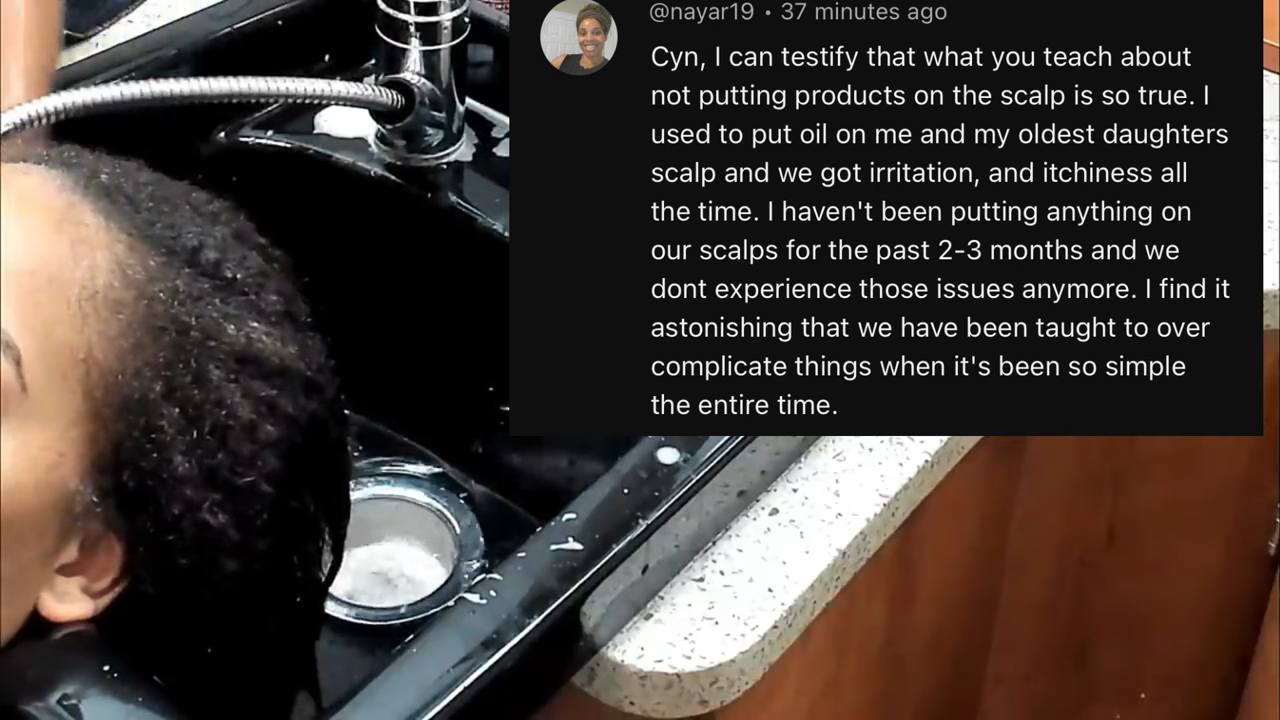 @nayar19 • 37 minutes ago
Cyn, I can testify that what you teach about
not putting products on the scalp is so true. I
used to put oil on me and my oldest daughters
scalp and we got irritation, and itchiness all
the time. I haven't been putting anything on
our scalps for the past 2-3 months and we
dont experience those issues anymore. I find it
astonishing that we have been taught to over
complicate things when it's been so simple
the entire time.